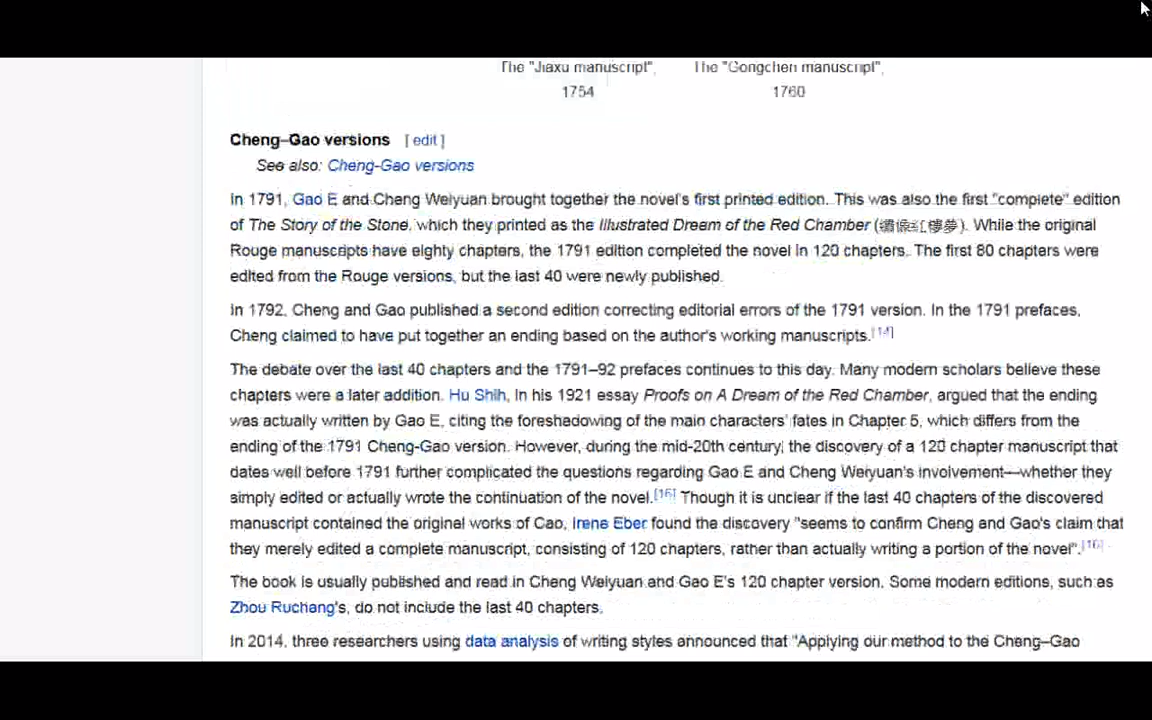 The "Jiaxu manuscript", The "Gengchen manuscript",
1754 1760
Cheng–Gao versions [ edit ]
See also: Cheng-Gao versions
In 1791, Gao E and Cheng Weiyuan brought together the novel's first printed edition. This was also the first "complete" edition
of The Story of the Stone, which they printed as the Illustrated Dream of the Red Chamber (繡像紅樓夢). While the original
Rouge manuscripts have eighty chapters, the 1791 edition completed the novel in 120 chapters. The first 80 chapters were
edited from the Rouge versions, but the last 40 were newly published.
In 1792, Cheng and Gao published a second edition correcting editorial errors of the 1791 version. In the 1791 prefaces,
Cheng claimed to have put together an ending based on the author's working manuscripts.[14]
The debate over the last 40 chapters and the 1791–92 prefaces continues to this day. Many modern scholars believe these
chapters were a later addition. Hu Shih, in his 1921 essay Proofs on A Dream of the Red Chamber, argued that the ending
was actually written by Gao E, citing the foreshadowing of the main characters' fates in Chapter 5, which differs from the
ending of the 1791 Cheng-Gao version. However, during the mid-20th century, the discovery of a 120 chapter manuscript that
dates well before 1791 further complicated the questions regarding Gao E and Cheng Weiyuan's involvement—whether they
simply edited or actually wrote the continuation of the novel.[16] Though it is unclear if the last 40 chapters of the discovered
manuscript contained the original works of Cao, Irene Eber found the discovery "seems to confirm Cheng and Gao's claim that
they merely edited a complete manuscript, consisting of 120 chapters, rather than actually writing a portion of the novel".[16]
The book is usually published and read in Cheng Weiyuan and Gao E's 120 chapter version. Some modern editions, such as
Zhou Ruchang's, do not include the last 40 chapters.
In 2014, three researchers using data analysis of writing styles announced that "Applying our method to the Cheng–Gao